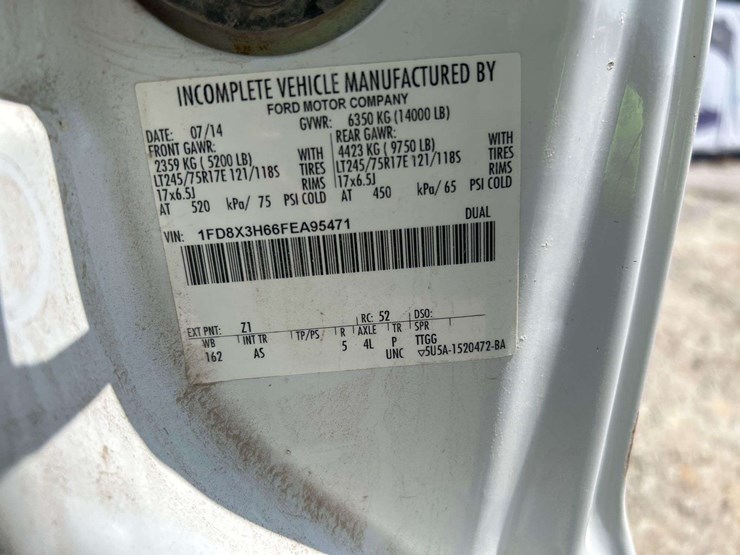 INCOMPLETE VEHICLE MANUFACTURED BY
FORD MOTOR COMPANY
DATE: 07/14 GVWR: 6350 KG (14000 LB)
FRONT GAWR: REAR GAWR:
2359 KG ( 5200 LB) WITH 4423 KG ( 9750 LB) WITH
LT245/75R17E 121/118S TIRES LT245/75R17E 121/118S TIRES
17x6.5J RIMS 17x6.5J RIMS
AT 520 kPa/ 75 PSI COLD AT 450 kPa/ 65 PSI COLD
VIN: 1FD8X3H66FEA95471 DUAL
EXT PNT: Z1 RC: 52 DSO:
WB INT TR TP/PS R AXLE TR SPR
162 AS 5 4L P TTGG
UNC ▽5U5A-1520472-BA